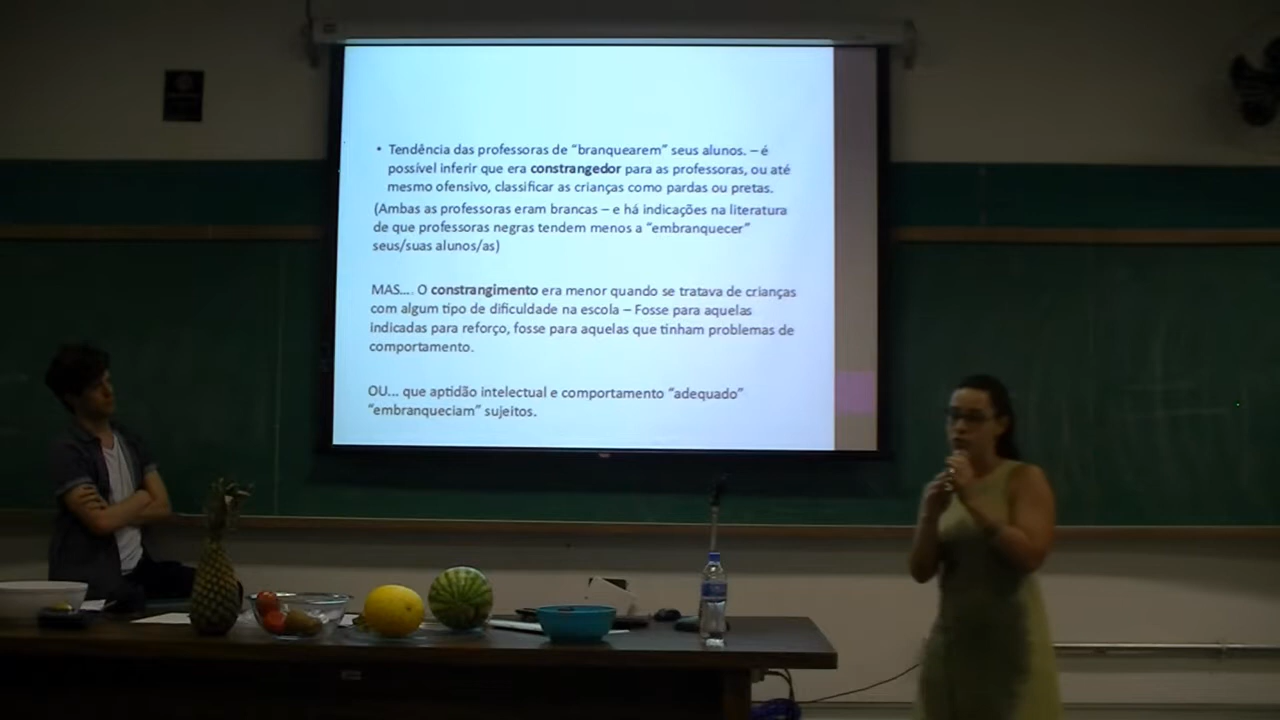 • Tendência das professoras de “branquearem” seus alunos. – é
possível inferir que era constrangedor para as professoras, ou até
mesmo ofensivo, classificar as crianças como pardas ou pretas.
(Ambas as professoras eram brancas – e há indicações na literatura
de que professoras negras tendem menos a “embranquecer”
seus/suas alunos/as)
MAS.... O constrangimento era menor quando se tratava de crianças
com algum tipo de dificuldade na escola – Fosse para aquelas
indicadas para reforço, fosse para aquelas que tinham problemas de
comportamento.
OU... que aptidão intelectual e comportamento “adequado”
“embranqueciam” sujeitos.